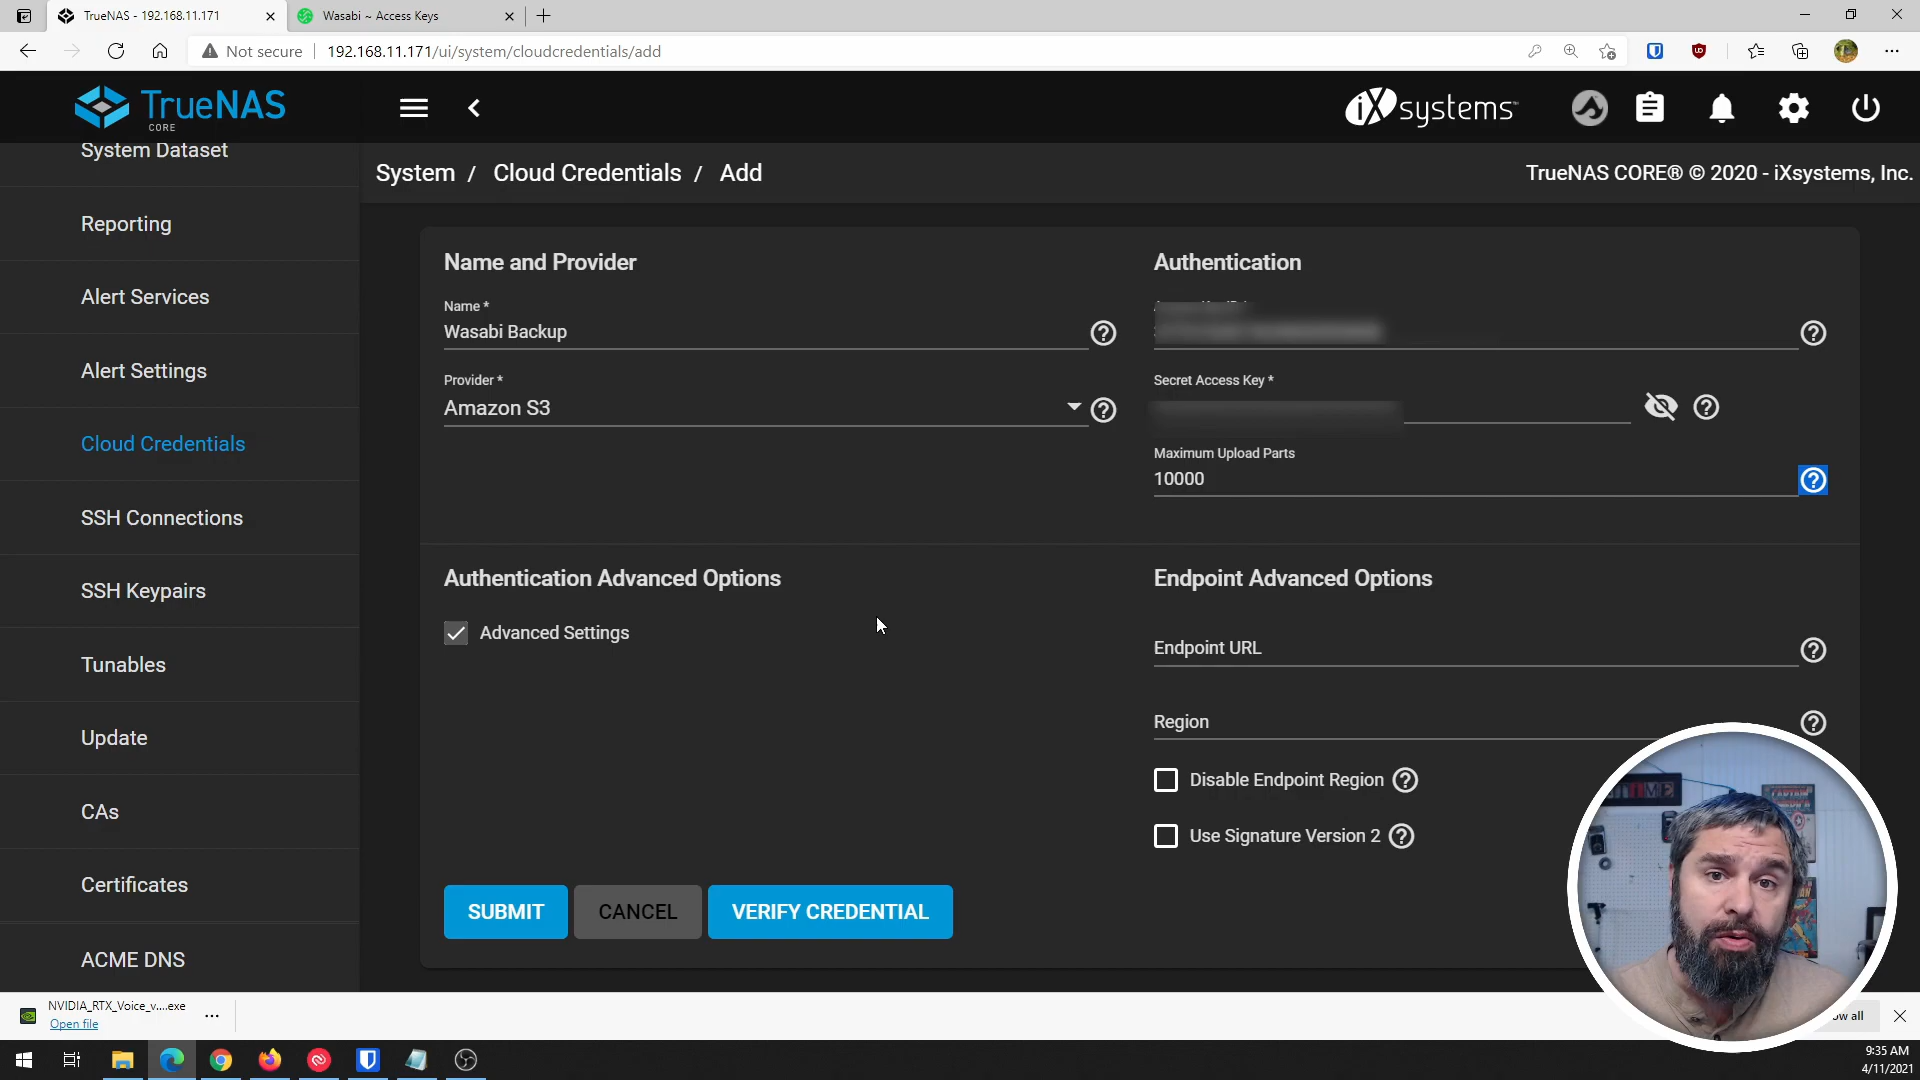 TrueNAS - 192.168.11.171
Wasabi ~ Access Keys
Not secure
192.168.11.171/ui/system/cloudcredentials/add
TrueNAS
CORE
iXsystems™
System Dataset
Reporting
Alert Services
Alert Settings
Cloud Credentials
SSH Connections
SSH Keypairs
Tunables
Update
CAs
Certificates
ACME DNS
System / Cloud Credentials / Add
TrueNAS CORE® © 2020 - iXsystems, Inc.
Name and Provider
Name *
Wasabi Backup
Provider *
Amazon S3
Authentication
Secret Access Key *
Maximum Upload Parts
10000
Authentication Advanced Options
Advanced Settings
Endpoint Advanced Options
Endpoint URL
Region
Disable Endpoint Region
Use Signature Version 2
SUBMIT
CANCEL
VERIFY CREDENTIAL
NVIDIA_RTX_Voice_v....exe
Open file
all
9:35 AM
4/11/2021